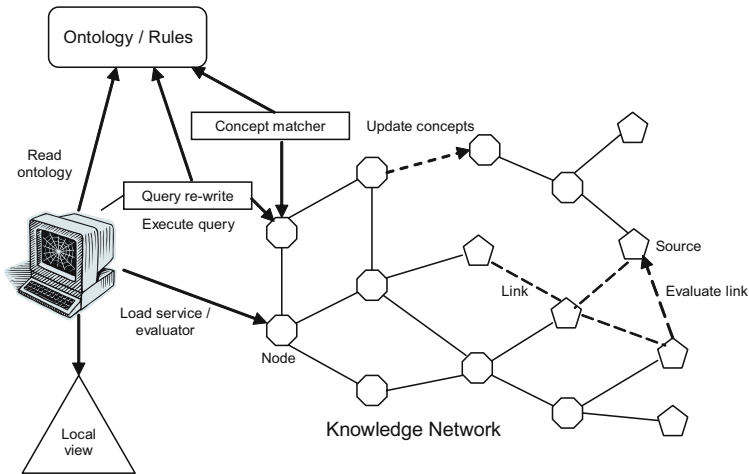 Ontology / Rules
Concept matcher
Update concepts
Read
ontology
Query re-write
Execute query
Source
Link
Evaluate link
Load service /
evaluator
Node
Knowledge Network
Local
view